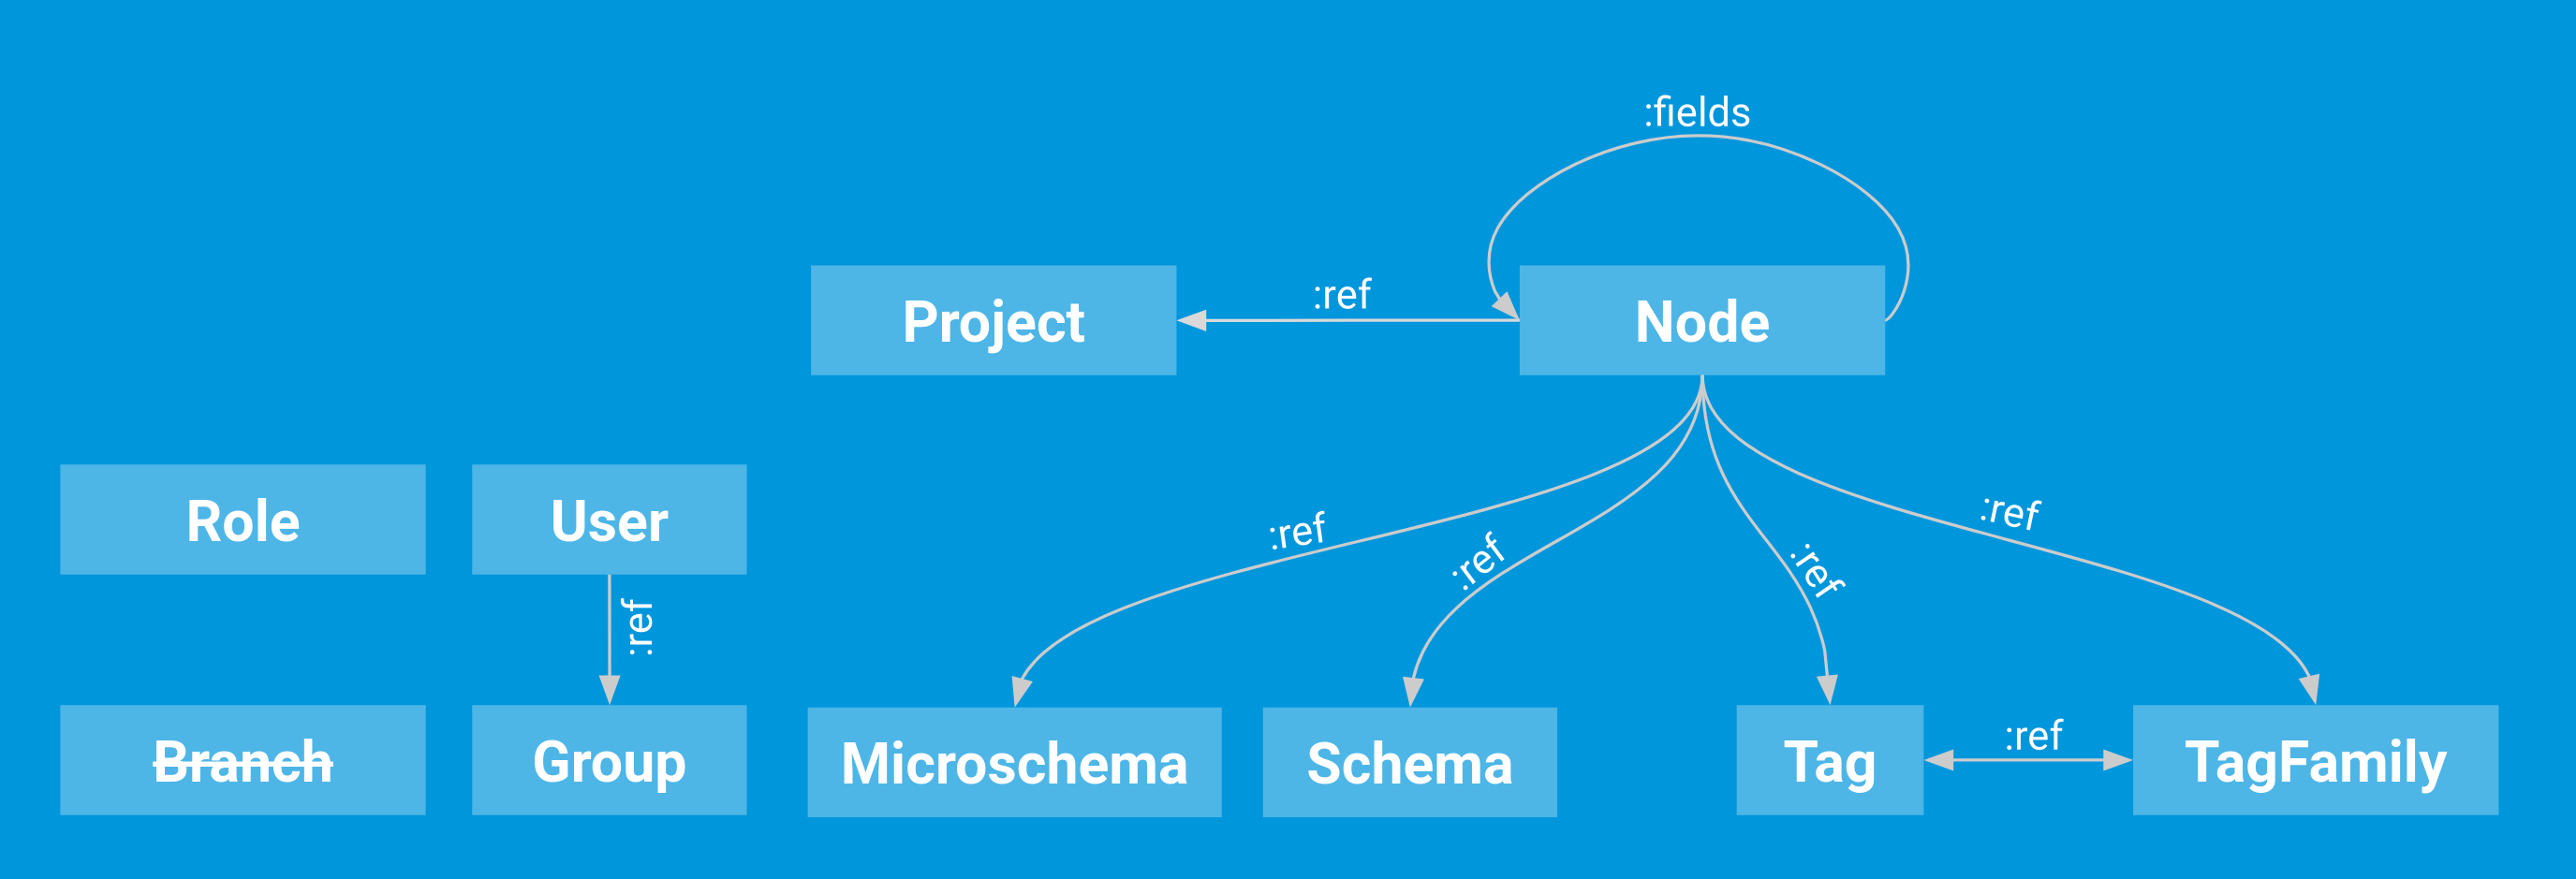 :fields
:ref
Project
Node
:ref
:ref
:ref
:ref
Role
User
:ref
Branch
Group
Microschema
Schema
Tag
:ref
TagFamily